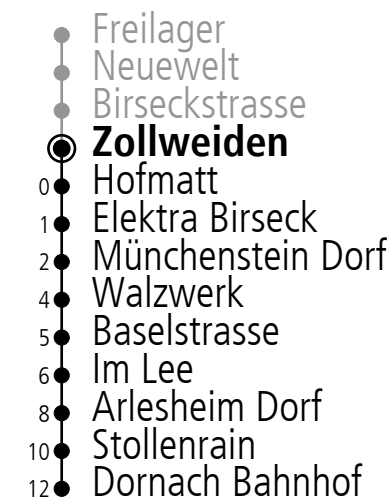 Freilager
Neuewelt
Birseckstrasse
Zollweiden
0 Hofmatt
1 Elektra Birseck
2 Münchenstein Dorf
4 Walzwerk
5 Baselstrasse
6 Im Lee
8 Arlesheim Dorf
10 Stollenrain
12 Dornach Bahnhof